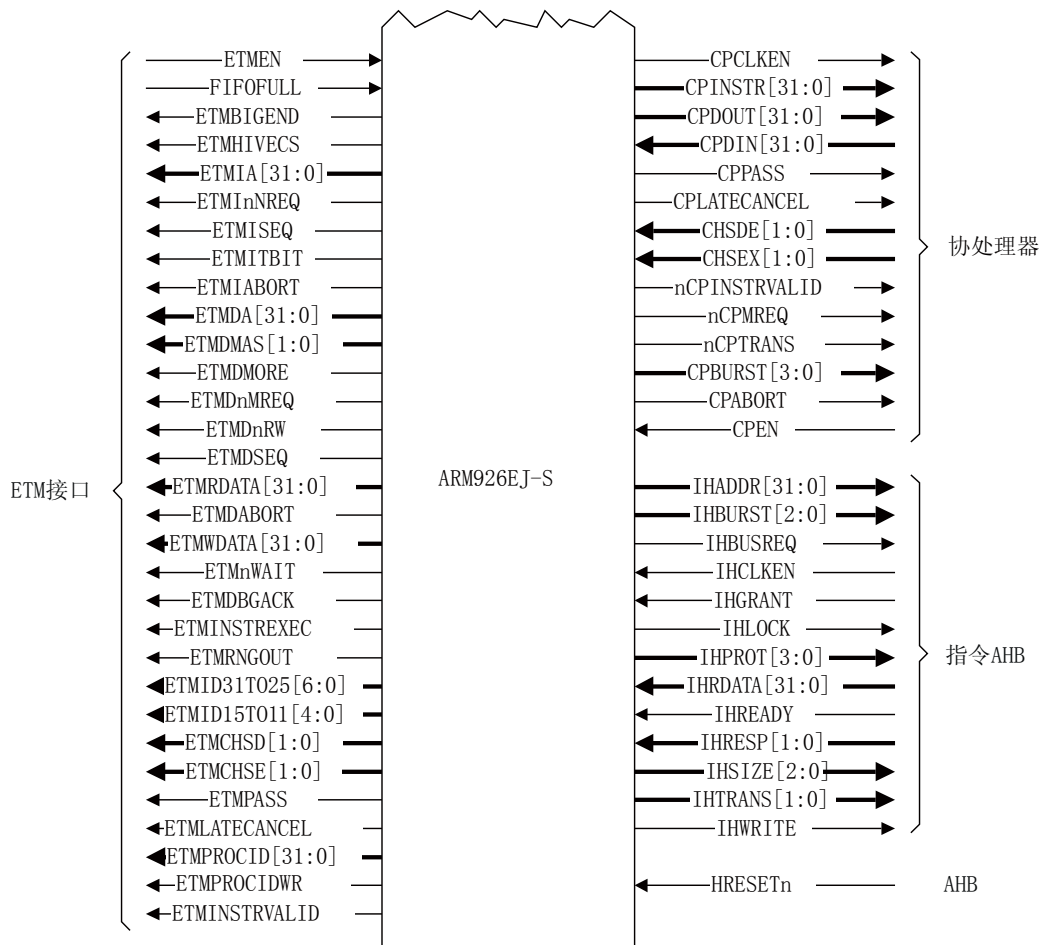 ETMEN
FIFOFULL
ETMBIGEND
ETMHIVECS
ETMIA[31:0]
ETMInNREQ
ETMISEQ
ETMITBIT
ETMIABORT
ETMDA[31:0]
ETMDMAS[1:0]
ETMDMORE
ETMDnMREQ
ETMDnRW
ETMDSEQ
ETMRDATA[31:0]
ETMDABORT
ETMWDATA[31:0]
ETMnWAIT
ETMDBGACK
ETMINSTREXEC
ETMRNGOUT
ETMID31TO25[6:0]
ETMID15TO11[4:0]
ETMCHSD[1:0]
ETMCHSE[1:0]
ETMPASS
ETMLATECANCEL
ETMPROCID[31:0]
ETMPROCIDWR
ETMINSTRVALID
ETM接口
ARM926EJ-S
CPCLKEN
CPINSTR[31:0]
CPDOUT[31:0]
CPDIN[31:0]
CPPASS
CPLATECANCEL
CHSDE[1:0]
CHSEX[1:0]
nCPINSTRVALID
nCPMREQ
nCPTRANS
CPBURST[3:0]
CPABORT
CPEN
协处理器
IHADDR[31:0]
IHBURST[2:0]
IHBUSREQ
IHCLKEN
IHGRANT
IHLOCK
IHPROT[3:0]
IHRDATA[31:0]
IHREADY
IHRESP[1:0]
IHSIZE[2:0]
IHTRANS[1:0]
IHWRITE
指令AHB
HRESETn
AHB